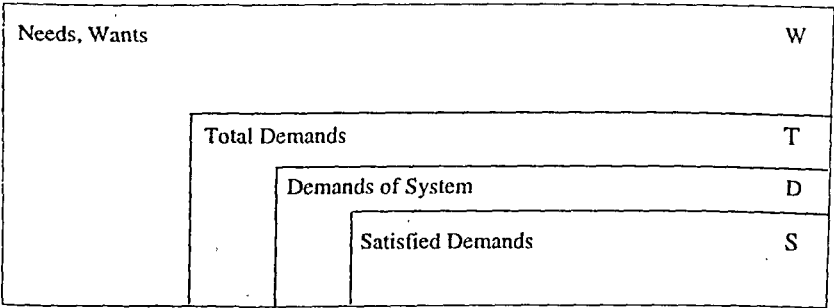 Needs, Wants W
Total Demands T
Demands of System D
Satisfied Demands S